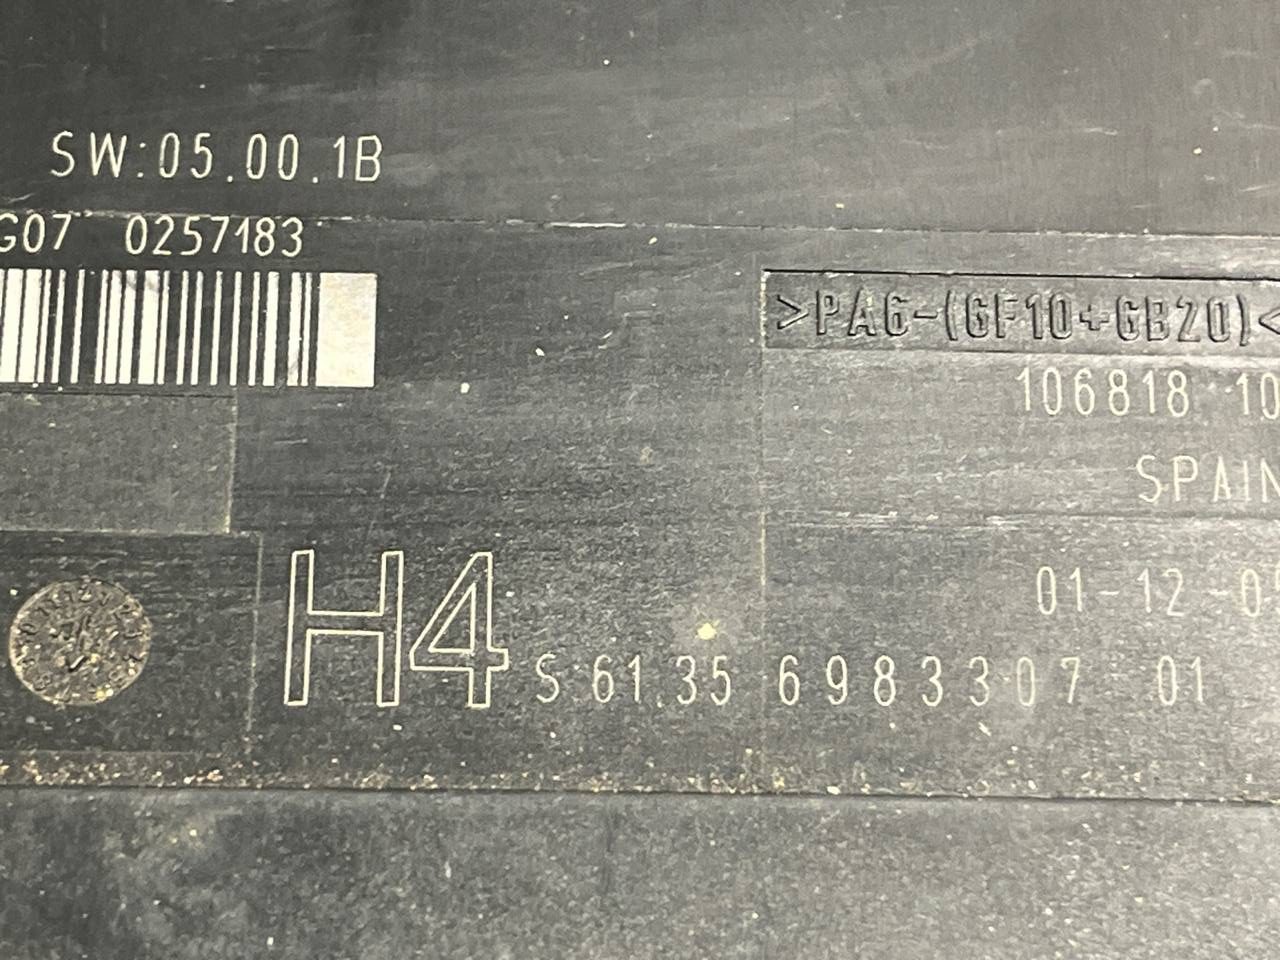 SW:05.00.1B
G07 0257183
>PA6-(GF10+GB20)<
106818 10
SPAIN
01-12-0
H4 S:61.35 6983307 01